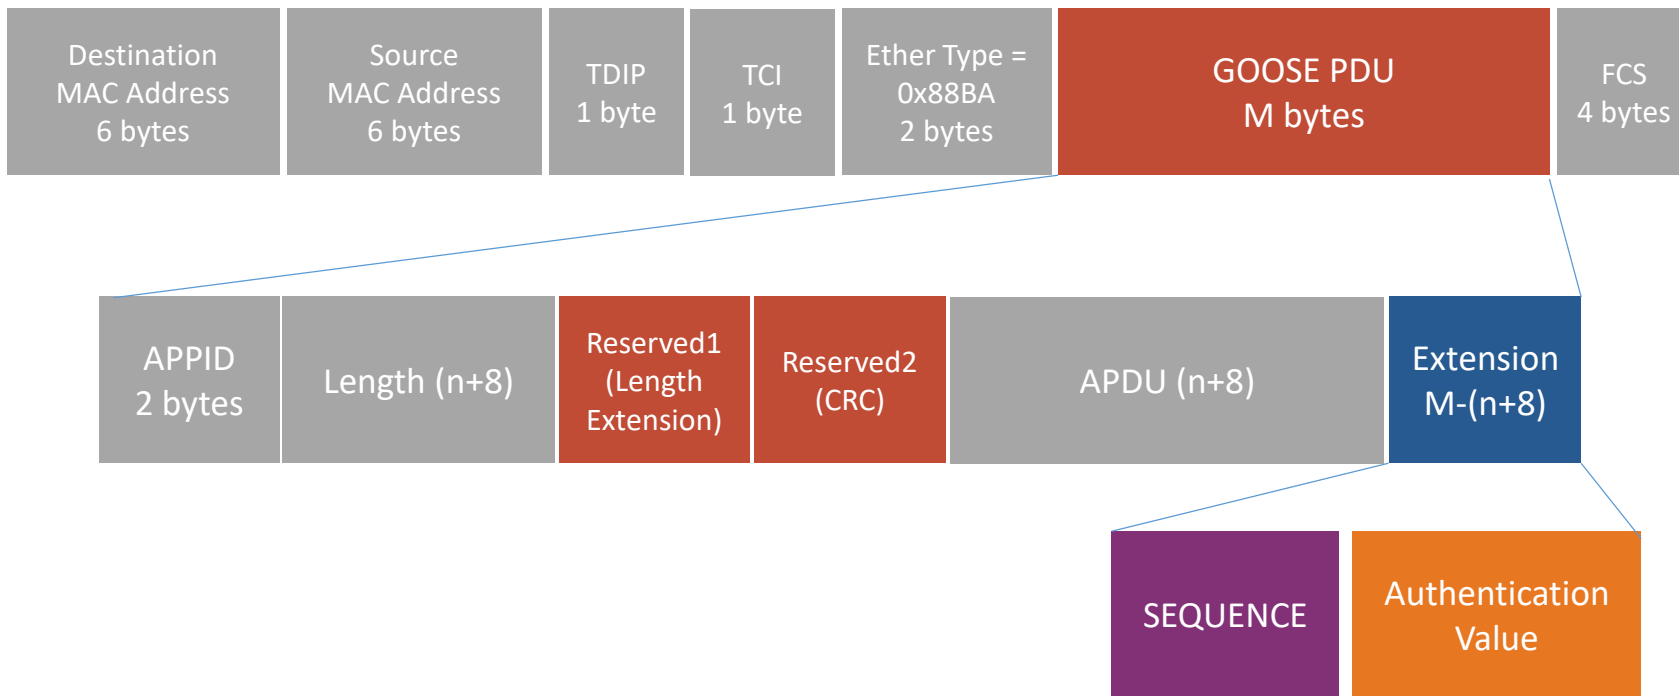 Destination
MAC Address
6 bytes
Source
MAC Address
6 bytes
TDIP
1 byte
TCI
1 byte
Ether Type =
0x88BA
2 bytes
GOOSE PDU
M bytes
FCS
4 bytes
APPID
2 bytes
Length (n+8)
Reserved1
(Length
Extension)
Reserved2
(CRC)
APDU (n+8)
Extension
M-(n+8)
SEQUENCE
Authentication
Value